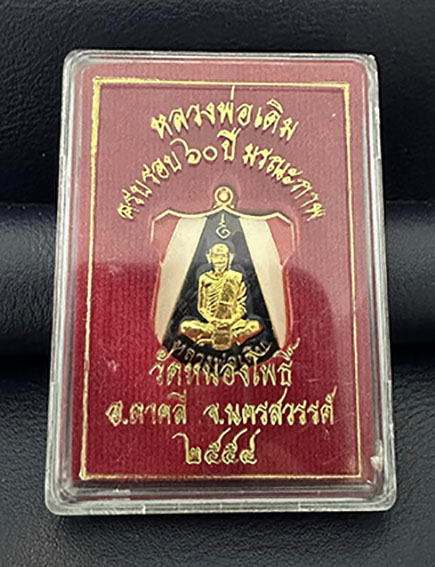 หลวงพ่อเดิม
ครบรอบ ๖๐ ปี มรณะภาพ
หลวงพ่อเดิม
วัดหนองโพธิ์
อ.ตาคลี จ.นครสวรรค์
๒๕๕๔